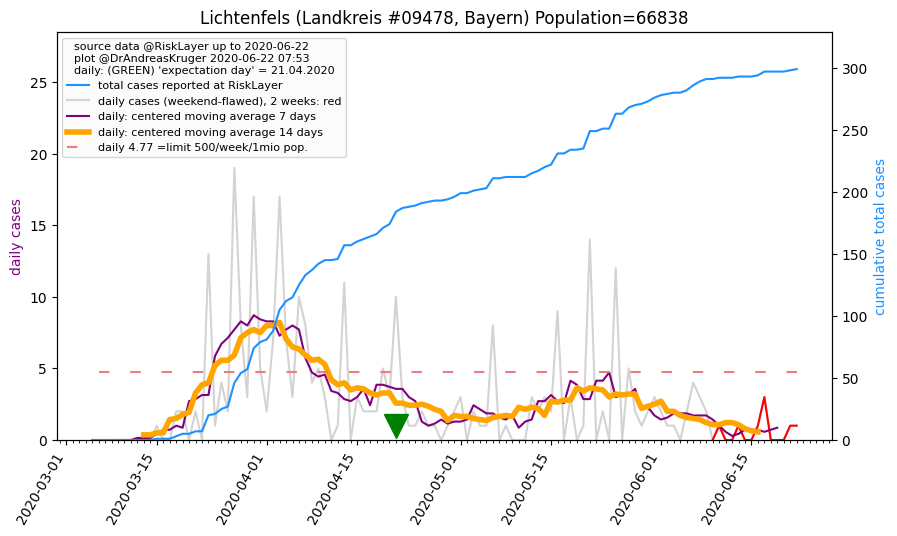 Lichtenfels (Landkreis #09478, Bayern) Population=66838
source data @RiskLayer up to 2020-06-22
plot @DrAndreasKruger 2020-06-22 07:53
daily: (GREEN) 'expectation day' = 21.04.2020
total cases reported at RiskLayer
daily cases (weekend-flawed), 2 weeks: red
daily: centered moving average 7 days
daily: centered moving average 14 days
daily 4.77 =limit 500/week/1mio pop.
daily cases
25
20
15
10
5
0
cumulative total cases
300
250
200
150
100
50
0
2020-03-01
2020-03-15
2020-04-01
2020-04-15
2020-05-01
2020-05-15
2020-06-01
2020-06-15